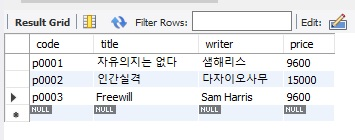 Result Grid Filter Rows: Edit:
code title writer price
p0001 자유의지는 없다 샘해리스 9600
p0002 인간실격 다자이오사무 15000
p0003 Freewill Sam Harris 9600
NULL NULL NULL NULL